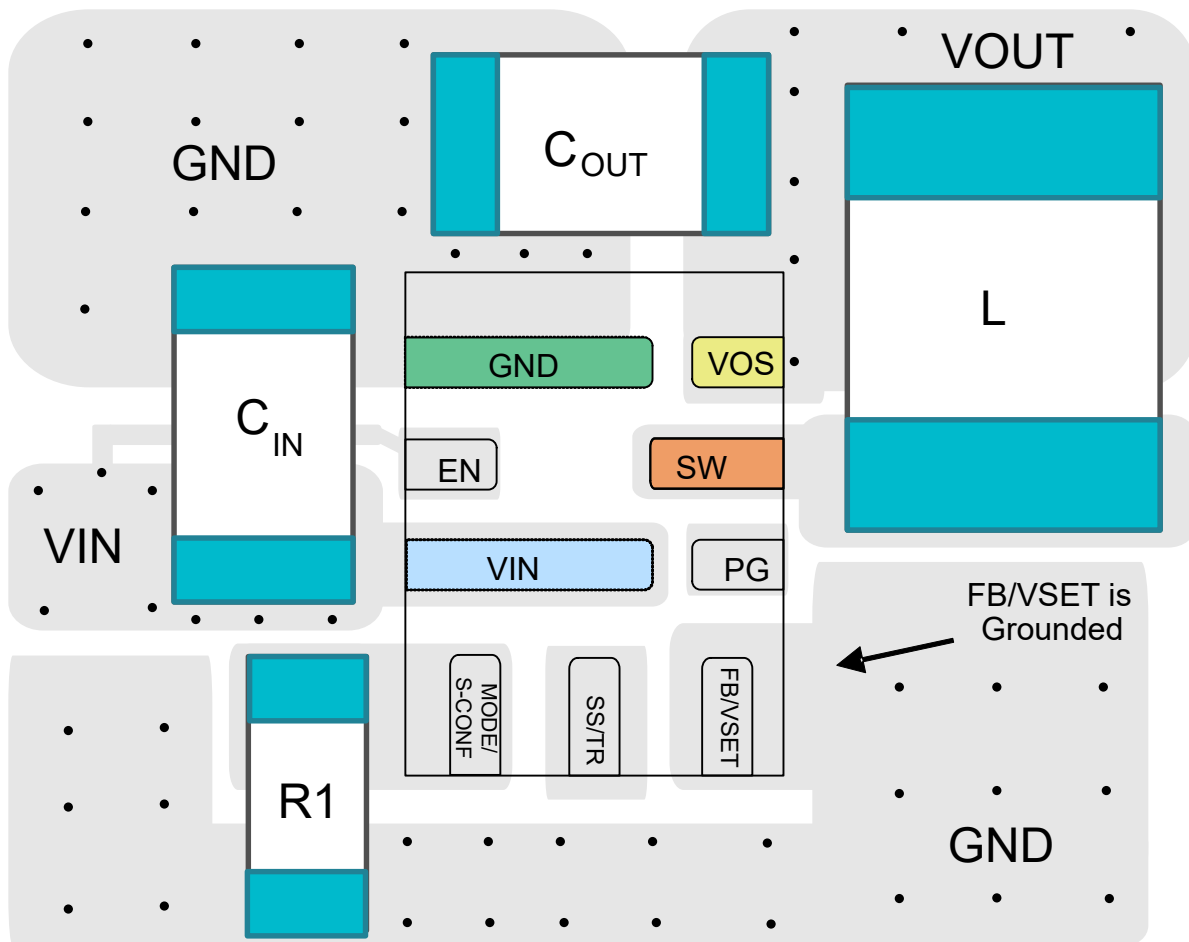 VOUT
GND
COUT
L
GND
VOS
CIN
EN
SW
VIN
VIN
PG
FB/VSET is
Grounded
MODE/
S-CONF
SS/TR
FB/VSET
R1
GND